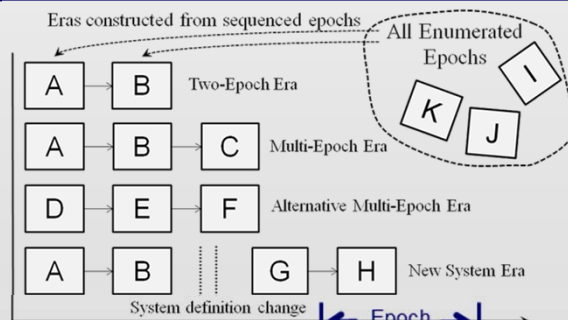 Eras constructed from sequenced epochs
All Enumerated
Epochs
I
K
J
A B Two-Epoch Era
A B C Multi-Epoch Era
D E F Alternative Multi-Epoch Era
A B G H New System Era
System definition change
Epoch